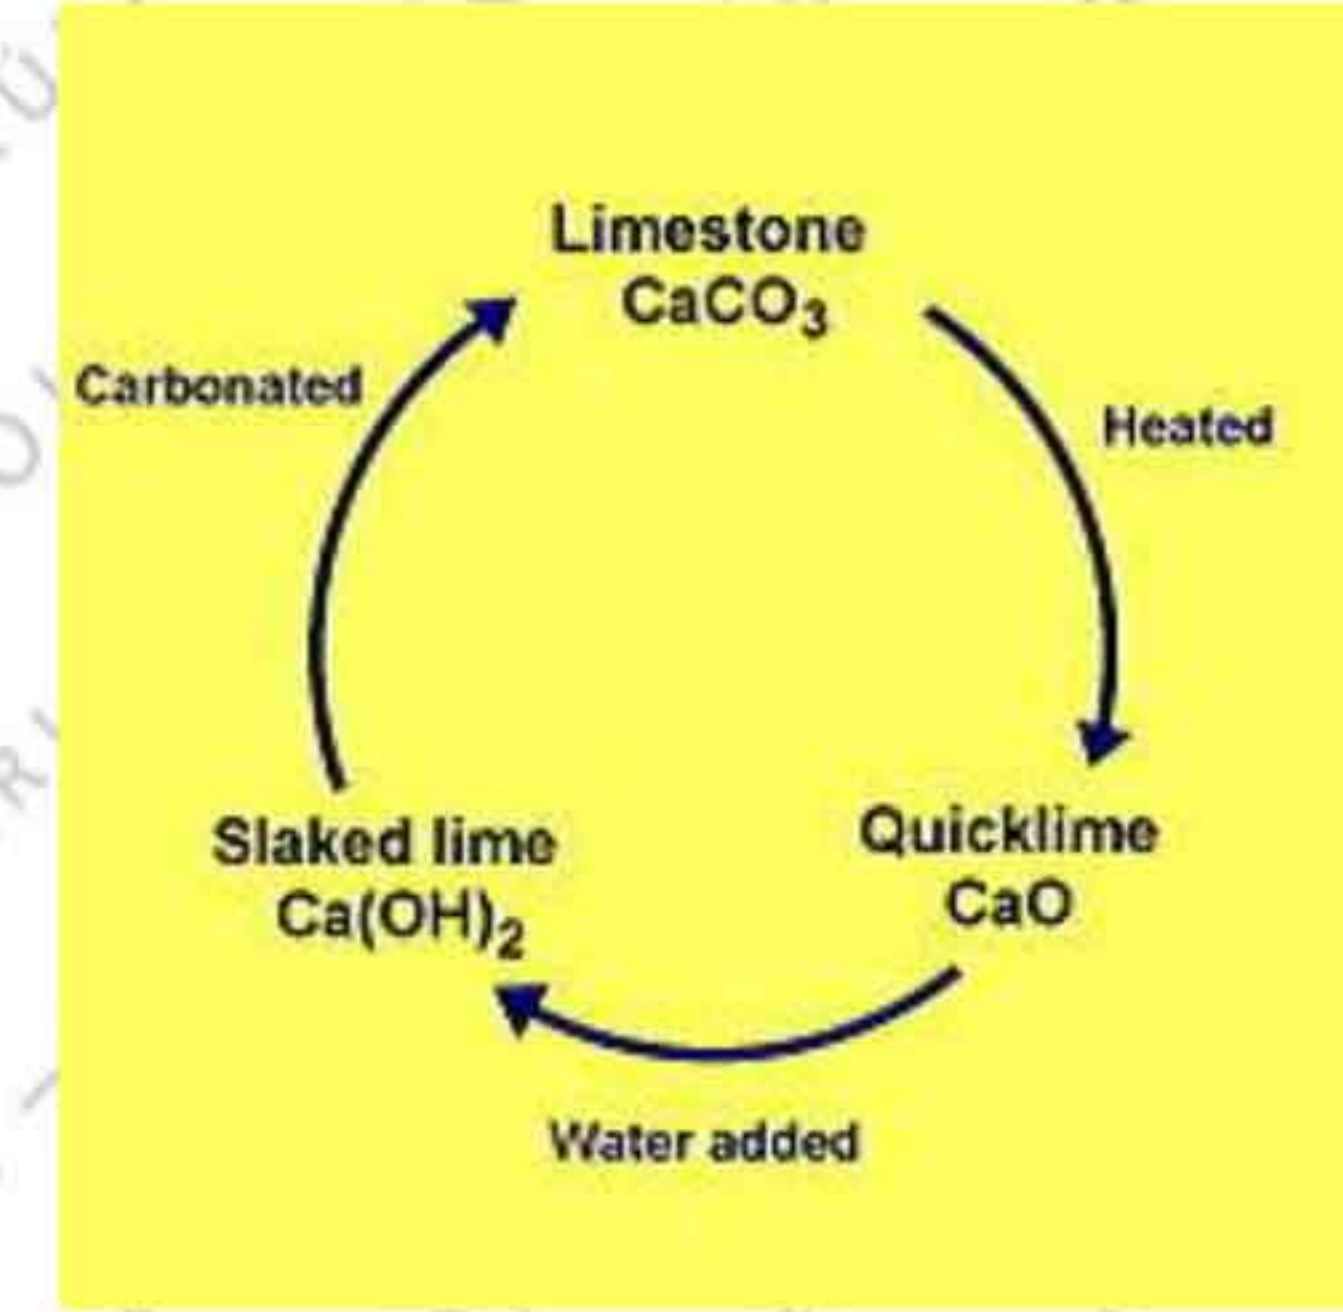 Limestone
CaCO₃
Carbonated
Heated
Slaked lime
Ca(OH)₂
Quicklime
CaO
Water added